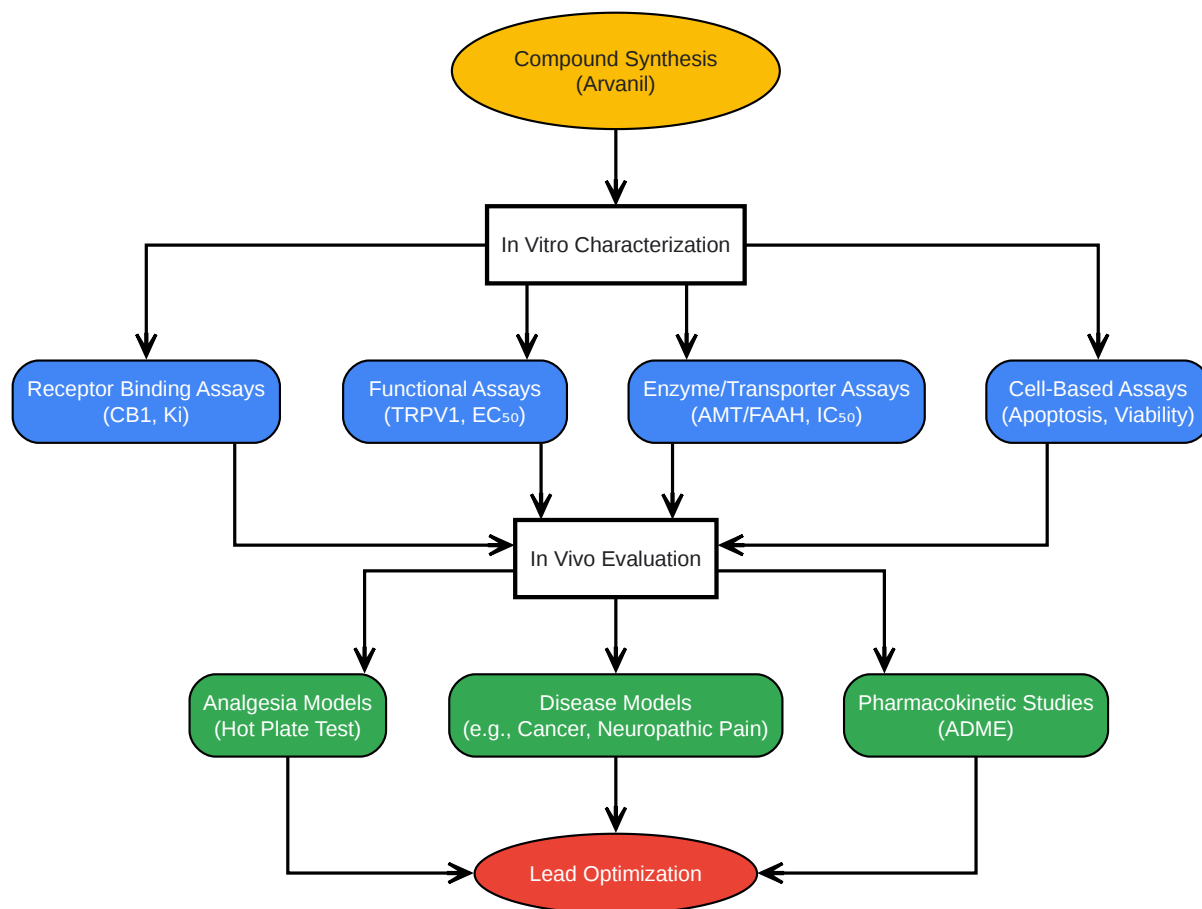 Compound Synthesis
(Arvanil)
In Vitro Characterization
Receptor Binding Assays
(CB1, Ki)
Functional Assays
(TRPV1, EC₅₀)
Enzyme/Transporter Assays
(AMT/FAAH, IC₅₀)
Cell-Based Assays
(Apoptosis, Viability)
In Vivo Evaluation
Analgesia Models
(Hot Plate Test)
Disease Models
(e.g., Cancer, Neuropathic Pain)
Pharmacokinetic Studies
(ADME)
Lead Optimization